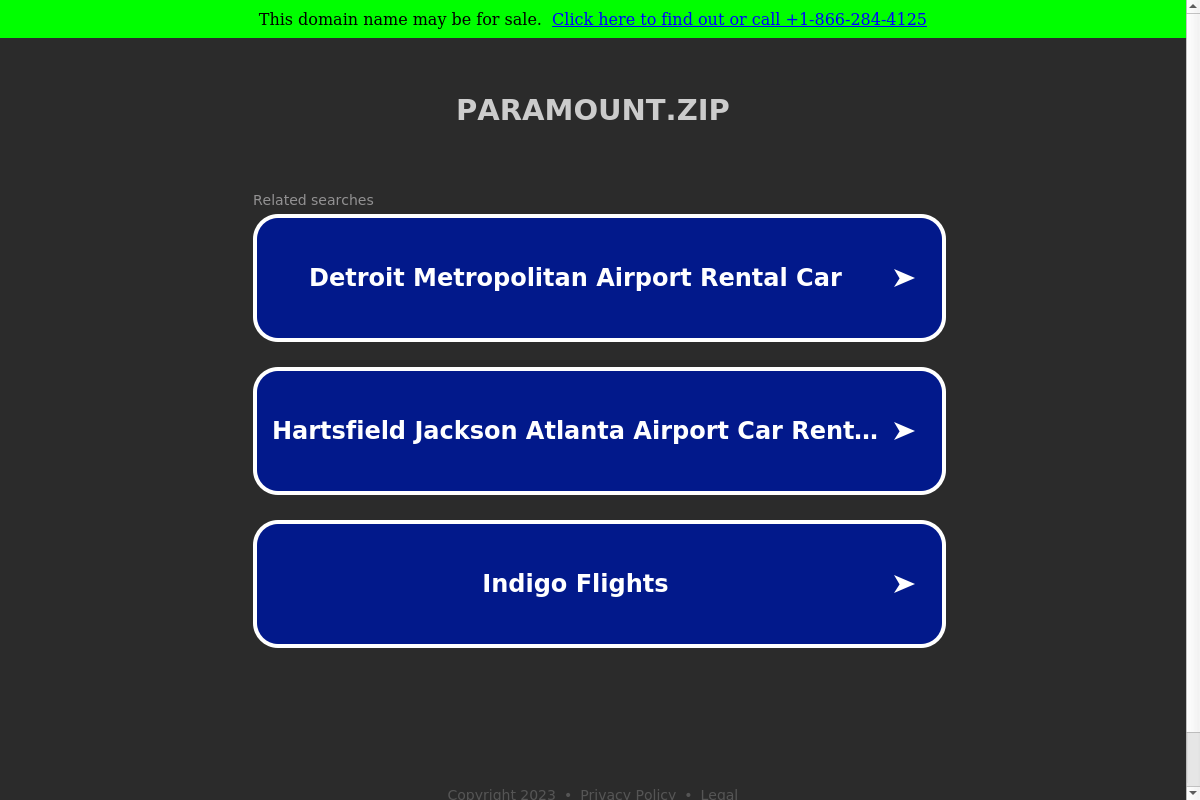 This domain name may be for sale. Click here to find out or call +1-866-284-4125
PARAMOUNT.ZIP
Related searches
Detroit Metropolitan Airport Rental Car
Hartsfield Jackson Atlanta Airport Car Rent...
Indigo Flights
Copyright 2023 • Privacy Policy • Legal